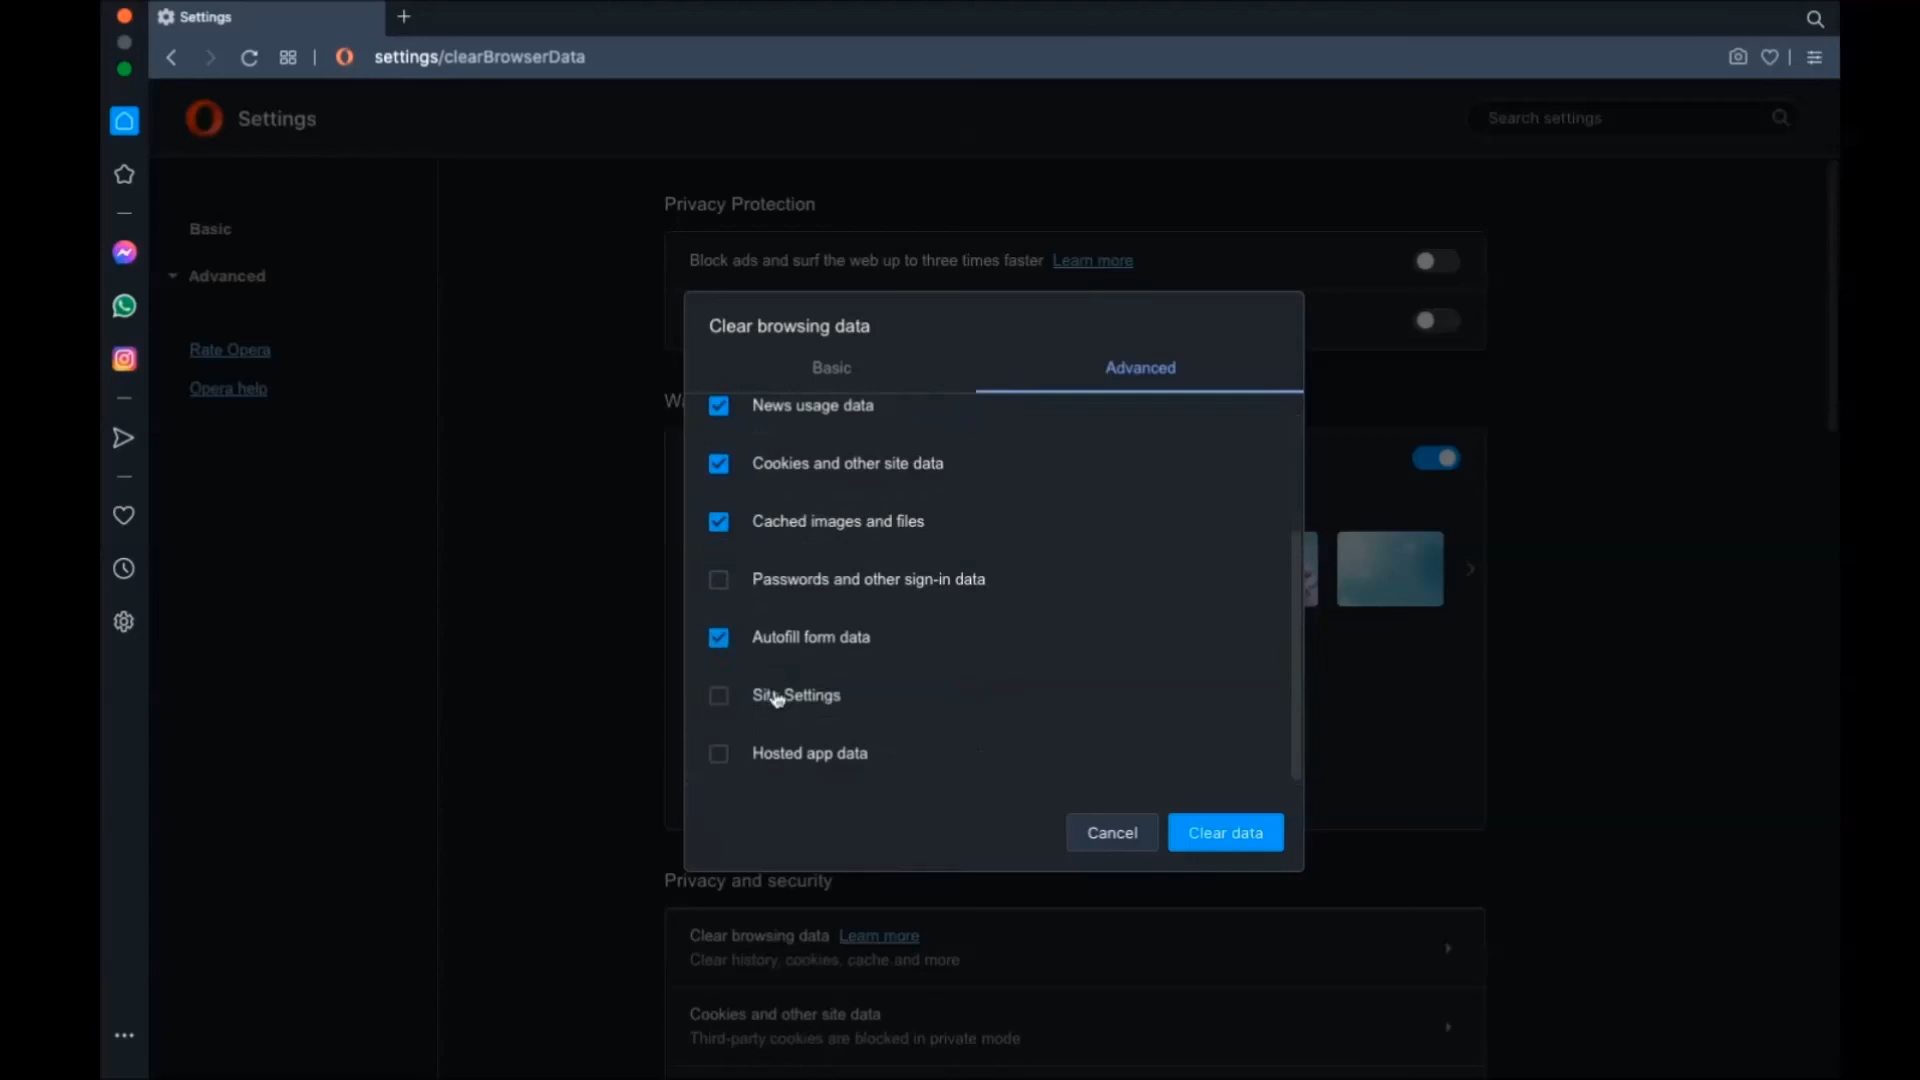 Settings
settings/clearBrowserData
Settings
Search settings
Basic
Advanced
Rate Opera
Opera help
Privacy Protection
Block ads and surf the web up to three times faster Learn more
Clear browsing data
Basic
Advanced
News usage data
Cookies and other site data
Cached images and files
Passwords and other sign-in data
Autofill form data
Site Settings
Hosted app data
Cancel
Clear data
Privacy and security
Clear browsing data Learn more
Clear history, cookies, cache and more
Cookies and other site data
Third-party cookies are blocked in private mode